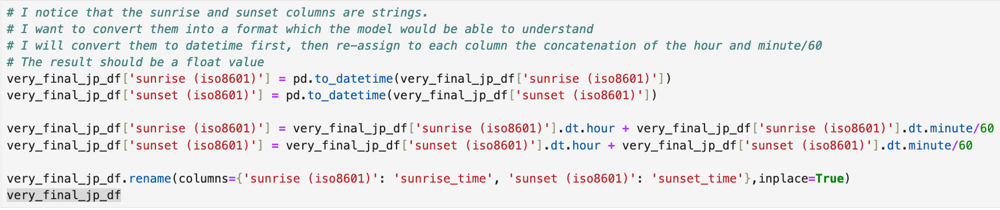 # I notice that the sunrise and sunset columns are strings.
# I want to convert them into a format which the model would be able to understand
# I will convert them to datetime first, then re-assign to each column the concatenation of the hour and minute/60
# The result should be a float value
very_final_jp_df['sunrise (iso8601)'] = pd.to_datetime(very_final_jp_df['sunrise (iso8601)'])
very_final_jp_df['sunset (iso8601)'] = pd.to_datetime(very_final_jp_df['sunset (iso8601)'])

very_final_jp_df['sunrise (iso8601)'] = very_final_jp_df['sunrise (iso8601)'].dt.hour + very_final_jp_df['sunrise (iso8601)'].dt.minute/60
very_final_jp_df['sunset (iso8601)'] = very_final_jp_df['sunset (iso8601)'].dt.hour + very_final_jp_df['sunset (iso8601)'].dt.minute/60

very_final_jp_df.rename(columns={'sunrise (iso8601)': 'sunrise_time', 'sunset (iso8601)': 'sunset_time'},inplace=True)
very_final_jp_df